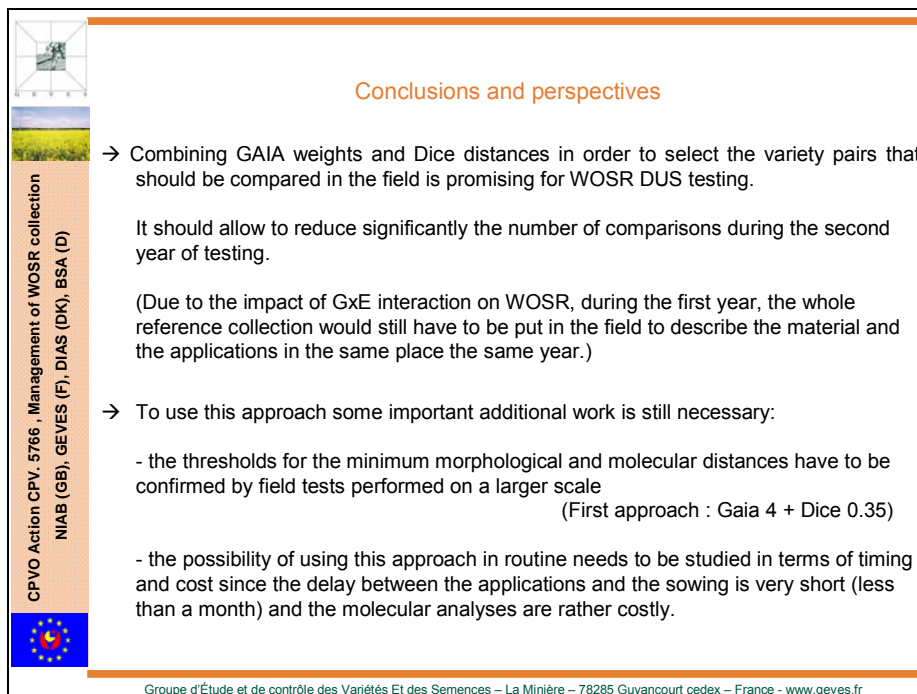 G E V E S
Conclusions and perspectives
→ Combining GAIA weights and Dice distances in order to select the variety pairs that
should be compared in the field is promising for WOSR DUS testing.
It should allow to reduce significantly the number of comparisons during the second
year of testing.
(Due to the impact of GxE interaction on WOSR, during the first year, the whole
reference collection would still have to be put in the field to describe the material and
the applications in the same place the same year.)
→ To use this approach some important additional work is still necessary:
- the thresholds for the minimum morphological and molecular distances have to be
confirmed by field tests performed on a larger scale
(First approach : Gaia 4 + Dice 0.35)
- the possibility of using this approach in routine needs to be studied in terms of timing
and cost since the delay between the applications and the sowing is very short (less
than a month) and the molecular analyses are rather costly.
CPVO Action CPV. 5766 , Management of WOSR collection
NIAB (GB), GEVES (F), DIAS (DK), BSA (D)
Groupe d'Étude et de contrôle des Variétés Et des Semences – La Minière – 78285 Guyancourt cedex – France - www.geves.fr